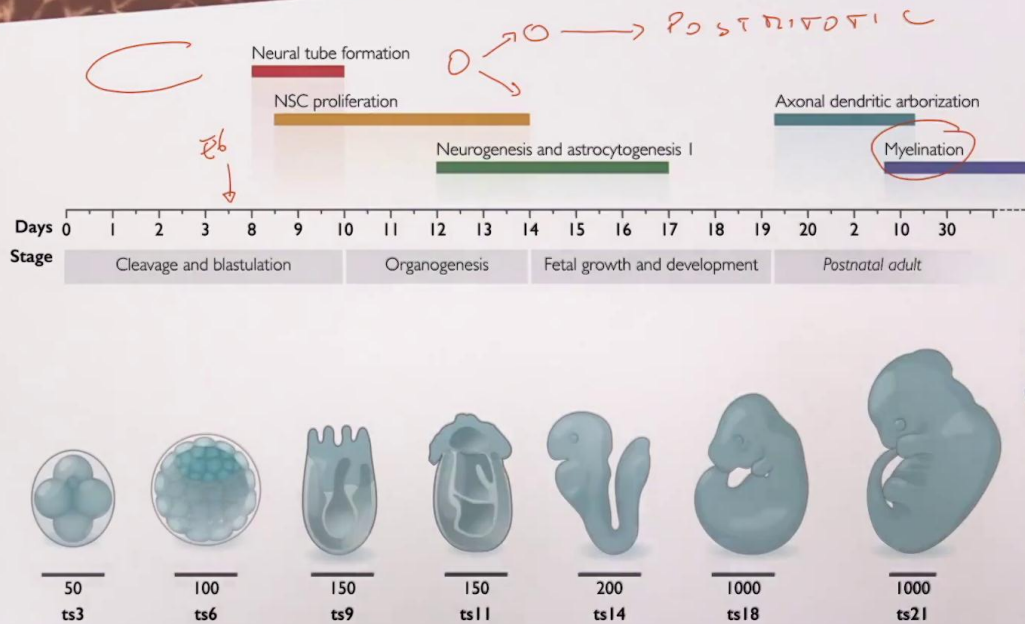 POSTMITOTIC
Neural tube formation
NSC proliferation
Axonal dendritic arborization
E6
Neurogenesis and astrocytogenesis 1
Myelination
Days 0 1 2 3 8 9 10 11 12 13 14 15 16 17 18 19 20 2 10 30
Stage Cleavage and blastulation Organogenesis Fetal growth and development Postnatal adult
50 100 150 150 200 1000 1000
ts3 ts6 ts9 ts11 ts14 ts18 ts21